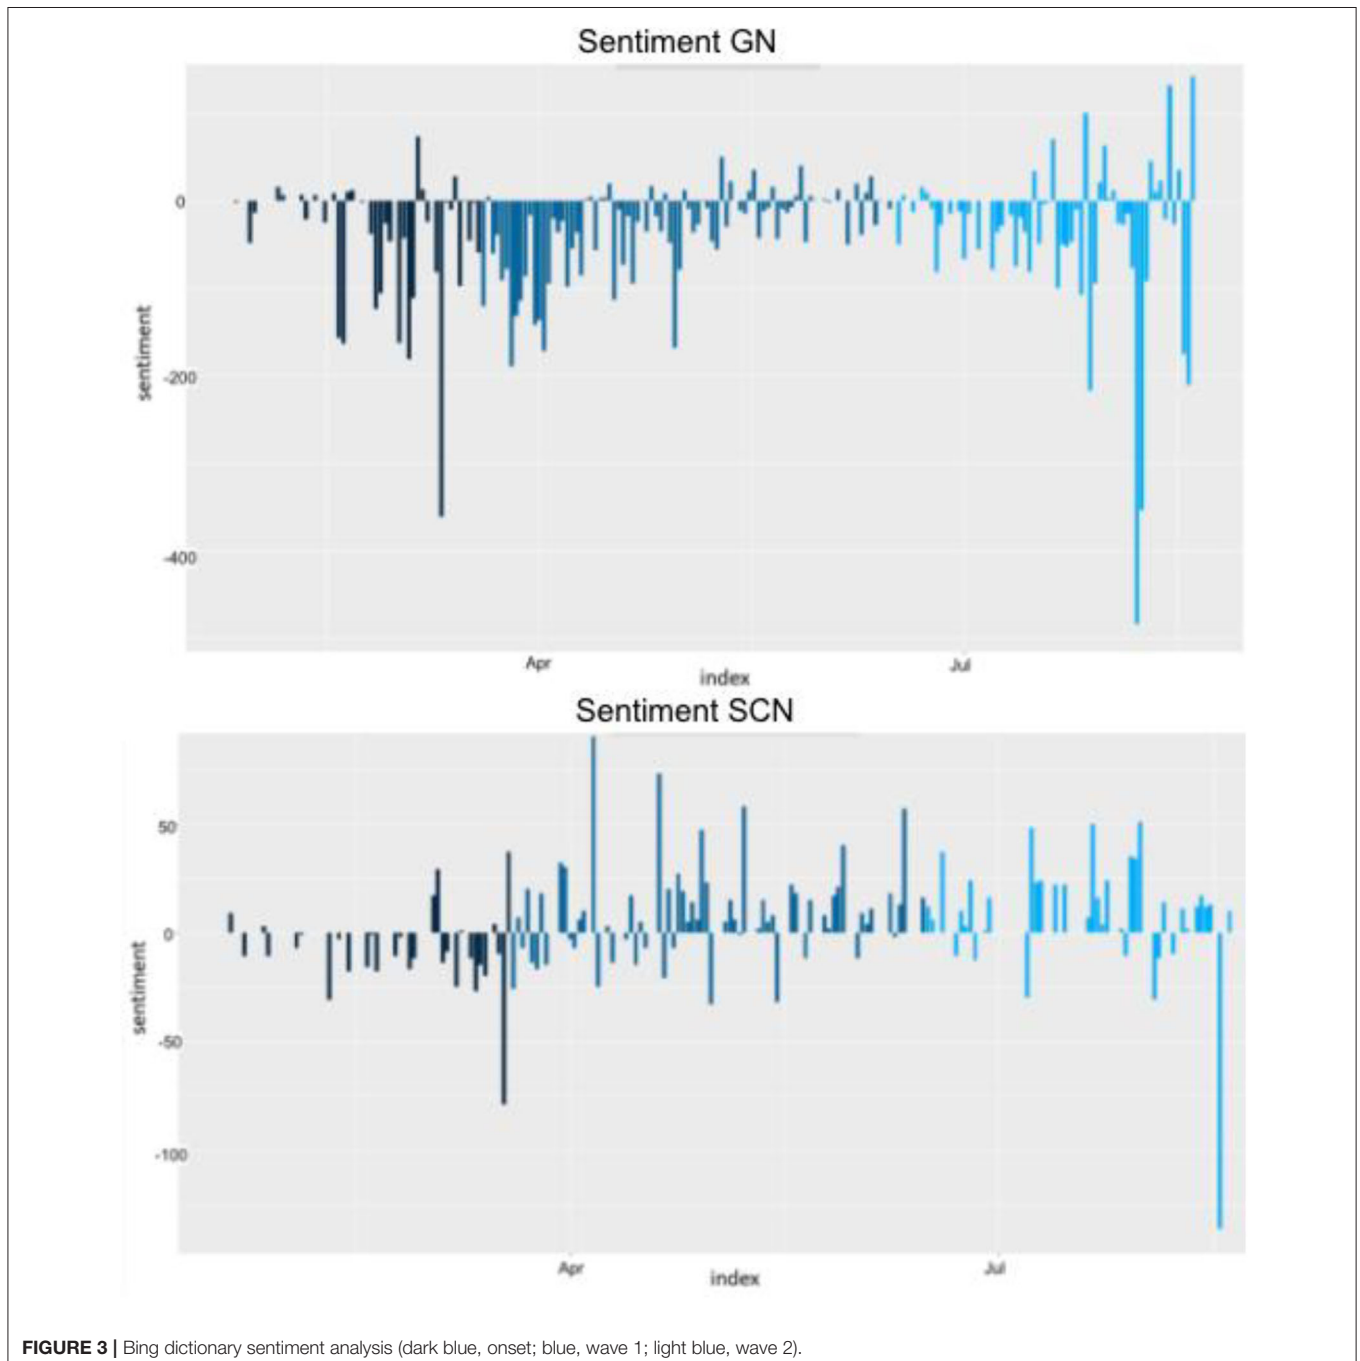 Sentiment GN
0
-200
-400
sentiment
Apr
Jul
index
Sentiment SCN
50
0
-50
-100
sentiment
Apr
Jul
index
FIGURE 3 | Bing dictionary sentiment analysis (dark blue, onset; blue, wave 1; light blue, wave 2).